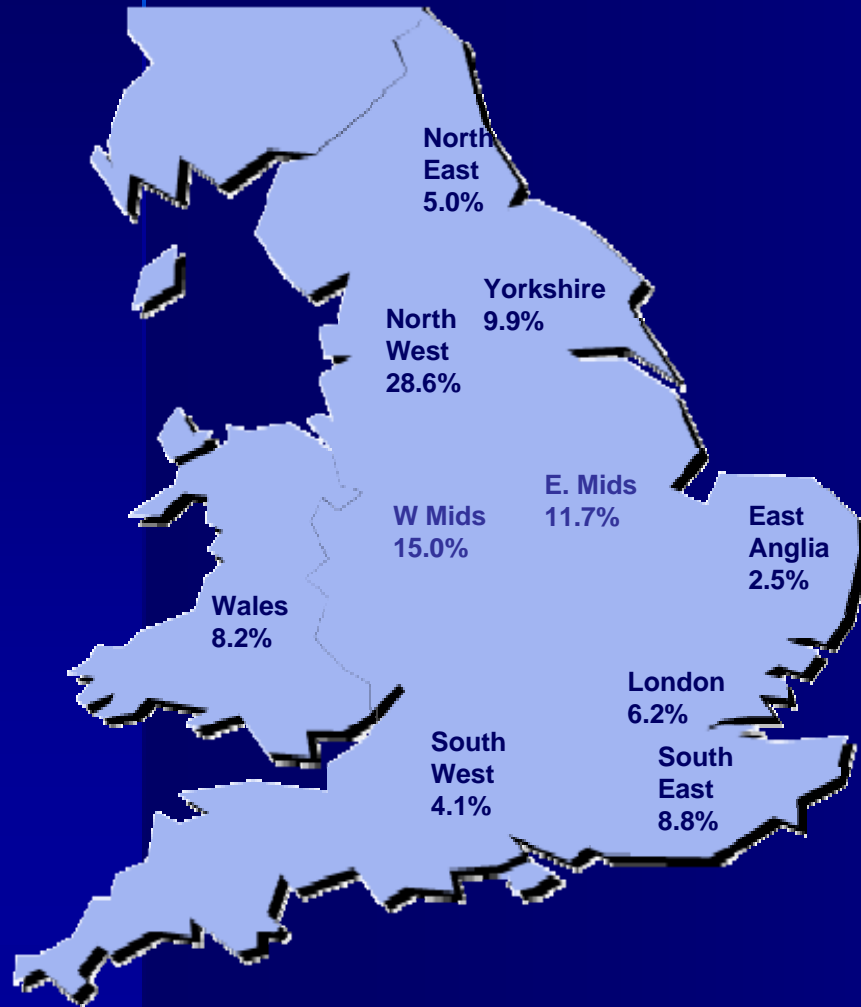 North
East
5.0%
Yorkshire
9.9%
North
West
28.6%
E. Mids
11.7%
W Mids
15.0%
East
Anglia
2.5%
Wales
8.2%
London
6.2%
South
West
4.1%
South
East
8.8%